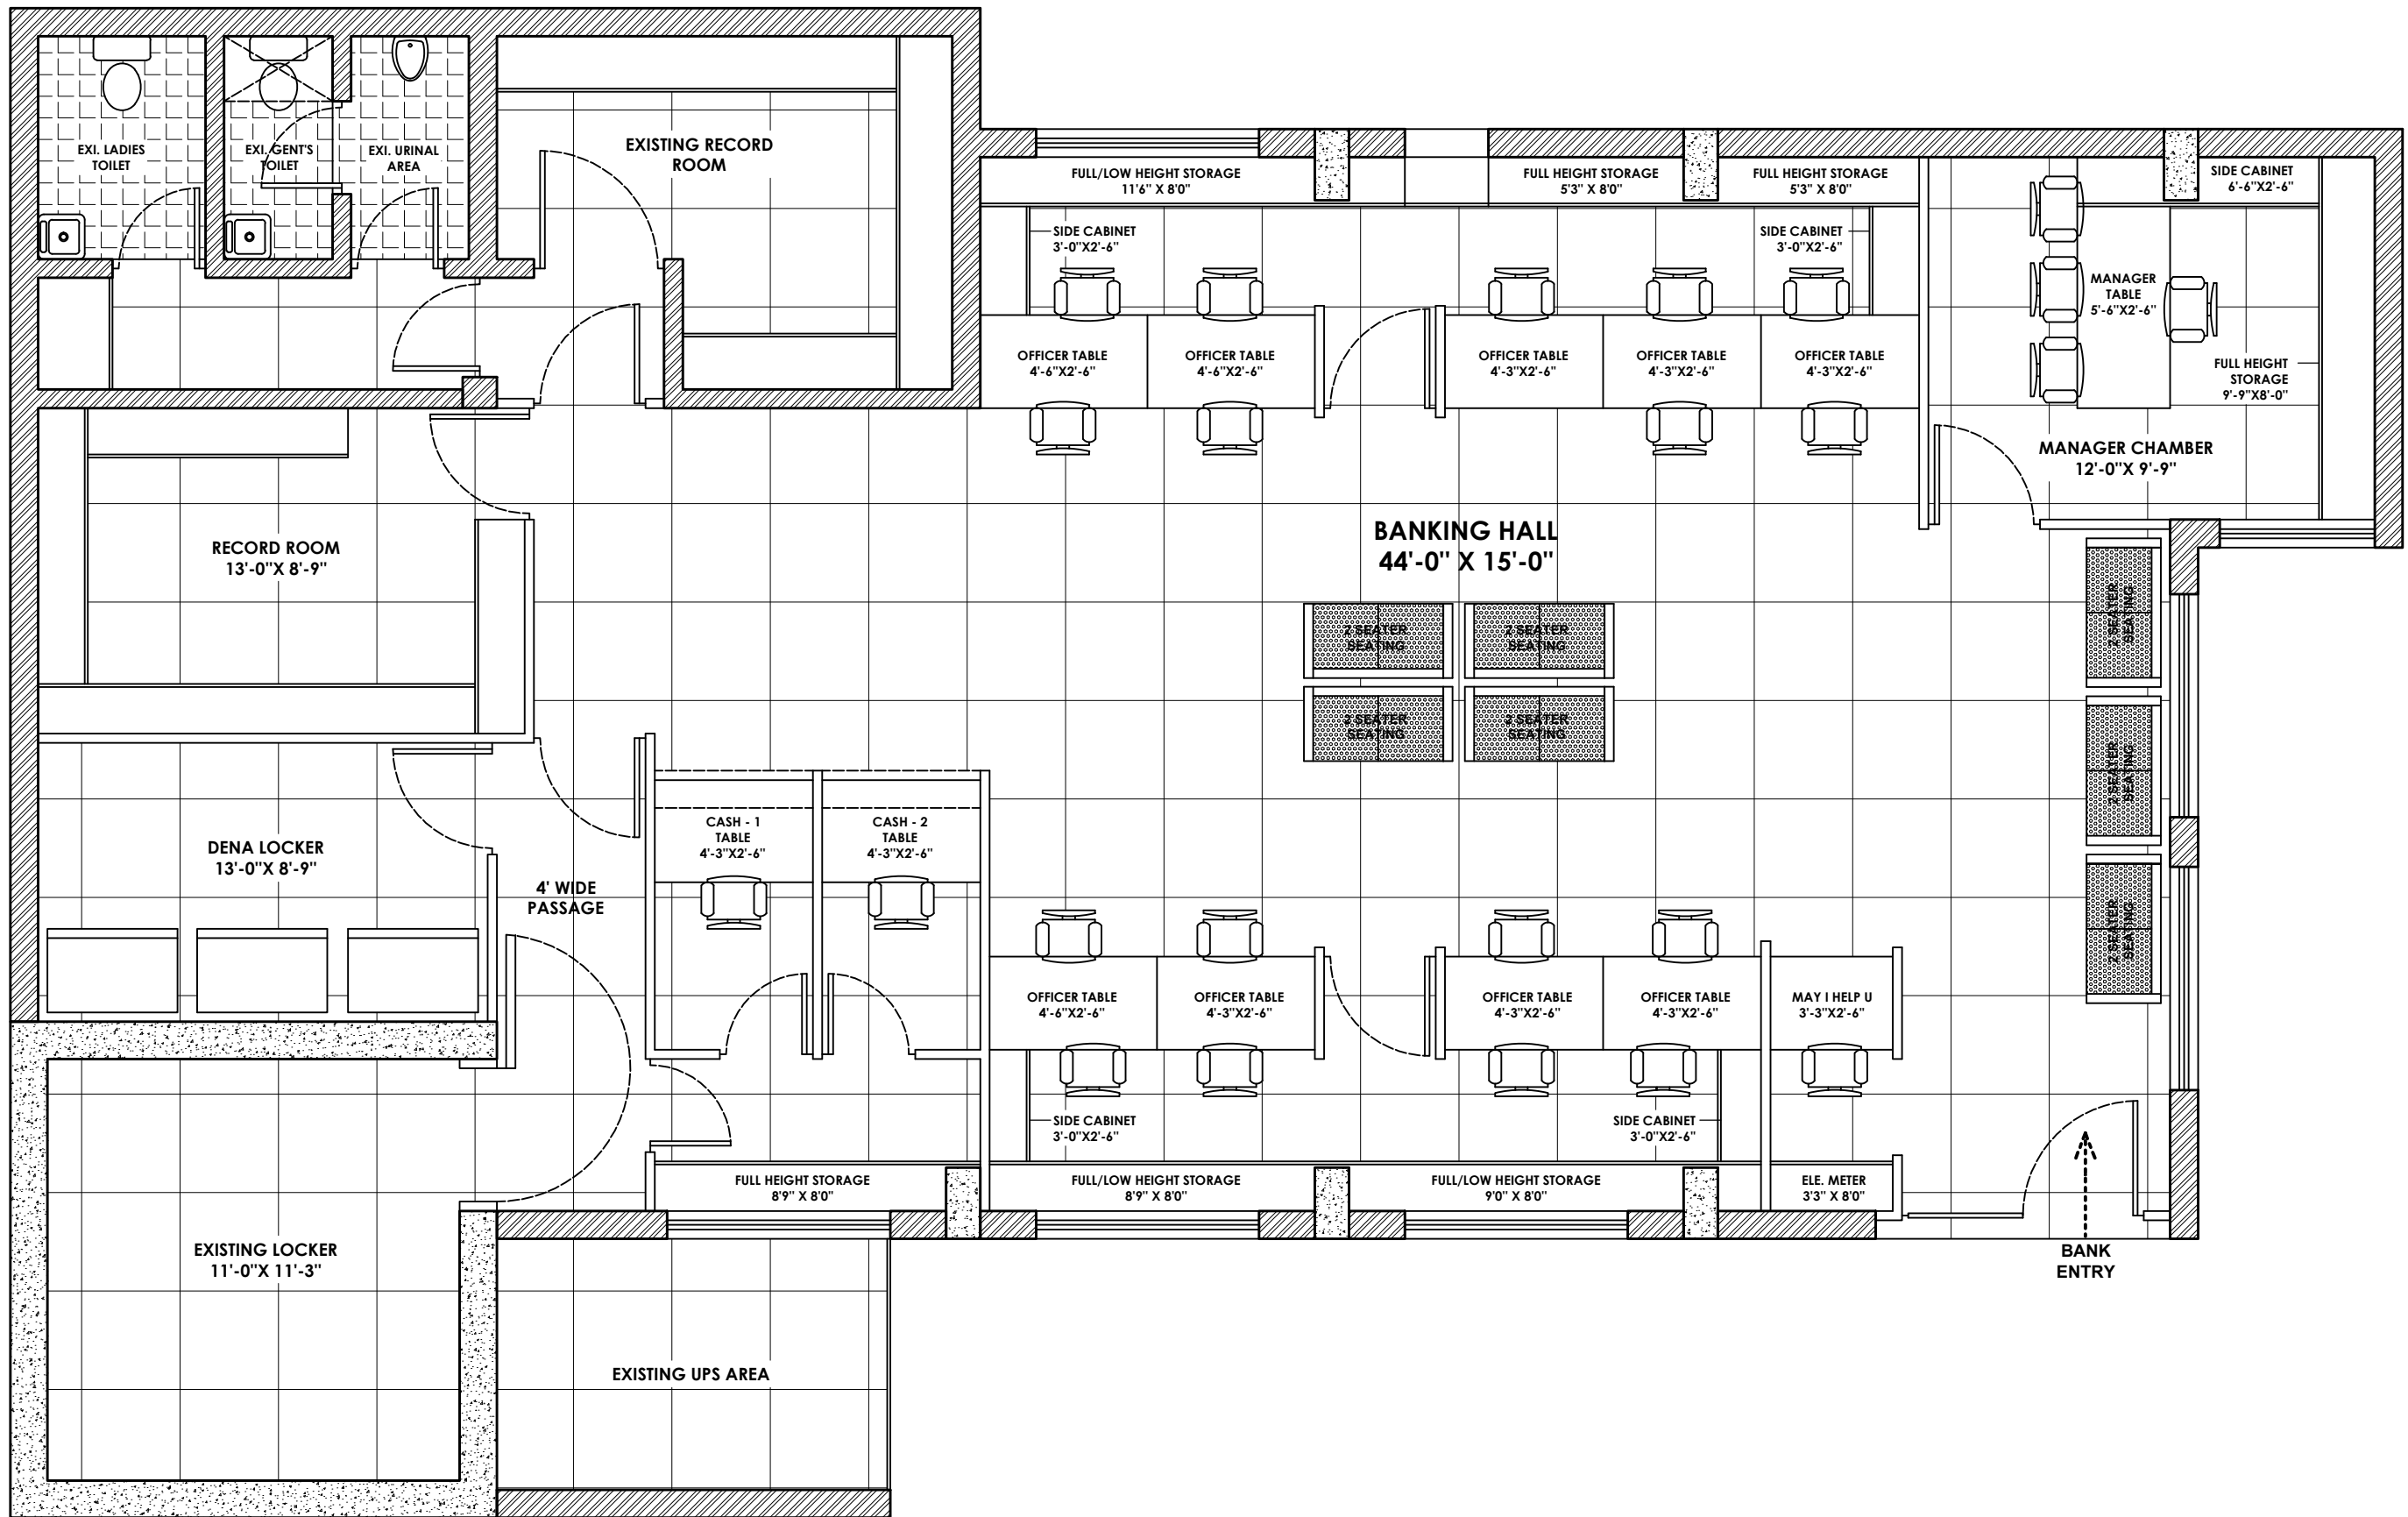 EXI. LADIES
TOILET
EXI. GENT'S
TOILET
EXI. URINAL
AREA
EXISTING RECORD
ROOM
FULL/LOW HEIGHT STORAGE
11'6" X 8'0"
FULL HEIGHT STORAGE
5'3" X 8'0"
FULL HEIGHT STORAGE
5'3" X 8'0"
SIDE CABINET
6'-6"X2'-6"
SIDE CABINET
3'-0"X2'-6"
SIDE CABINET
3'-0"X2'-6"
MANAGER
TABLE
5'-6"X2'-6"
OFFICER TABLE
4'-6"X2'-6"
OFFICER TABLE
4'-6"X2'-6"
OFFICER TABLE
4'-3"X2'-6"
OFFICER TABLE
4'-3"X2'-6"
OFFICER TABLE
4'-3"X2'-6"
FULL HEIGHT
STORAGE
9'-9"X8'-0"
MANAGER CHAMBER
12'-0"X 9'-9"
BANKING HALL
44'-0" X 15'-0"
RECORD ROOM
13'-0"X 8'-9"
2 SEATER
SEATING
2 SEATER
SEATING
2 SEATER
SEATING
2 SEATER
SEATING
2 SEATER
SEATING
2 SEATER
SEATING
2 SEATER
SEATING
DENA LOCKER
13'-0"X 8'-9"
CASH - 1
TABLE
4'-3"X2'-6"
CASH - 2
TABLE
4'-3"X2'-6"
4' WIDE
PASSAGE
OFFICER TABLE
4'-6"X2'-6"
OFFICER TABLE
4'-3"X2'-6"
OFFICER TABLE
4'-3"X2'-6"
OFFICER TABLE
4'-3"X2'-6"
MAY I HELP U
3'-3"X2'-6"
SIDE CABINET
3'-0"X2'-6"
SIDE CABINET
3'-0"X2'-6"
FULL HEIGHT STORAGE
8'9" X 8'0"
FULL/LOW HEIGHT STORAGE
8'9" X 8'0"
FULL/LOW HEIGHT STORAGE
9'0" X 8'0"
ELE. METER
3'3" X 8'0"
EXISTING LOCKER
11'-0"X 11'-3"
BANK
ENTRY
EXISTING UPS AREA